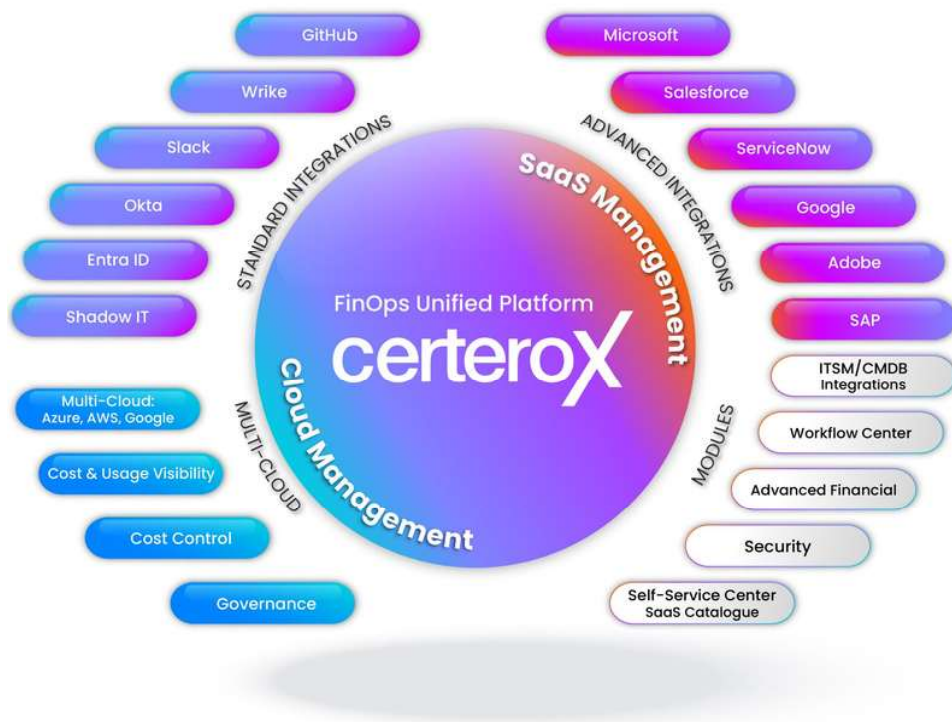 GitHub
Wrike
Slack
Okta
Entra ID
Shadow IT
STANDARD INTEGRATIONS
Microsoft
Salesforce
ServiceNow
Google
Adobe
SAP
ADVANCED INTEGRATIONS
SaaS Management
FinOps Unified Platform
certeroX
Cloud Management
Multi-Cloud:
Azure, AWS, Google
Cost & Usage Visibility
Cost Control
Governance
MULTI-CLOUD
MODULES
ITSM/CMDB
Integrations
Workflow Center
Advanced Financial
Security
Self-Service Center
SaaS Catalogue